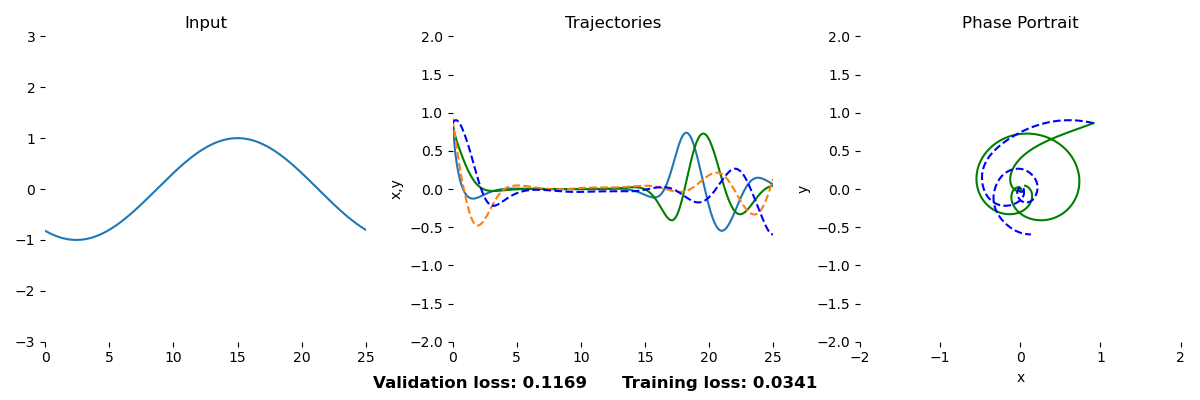 Input
3
2
1
0
−1
−2
−3
0 5 10 15 20 25
Trajectories
x,y
2.0
1.5
1.0
0.5
0.0
−0.5
−1.0
−1.5
−2.0
0 5 10 15 20 25
Phase Portrait
y
2.0
1.5
1.0
0.5
0.0
−0.5
−1.0
−1.5
−2.0
−2 −1 0 1 2
x
Validation loss: 0.1169 Training loss: 0.0341